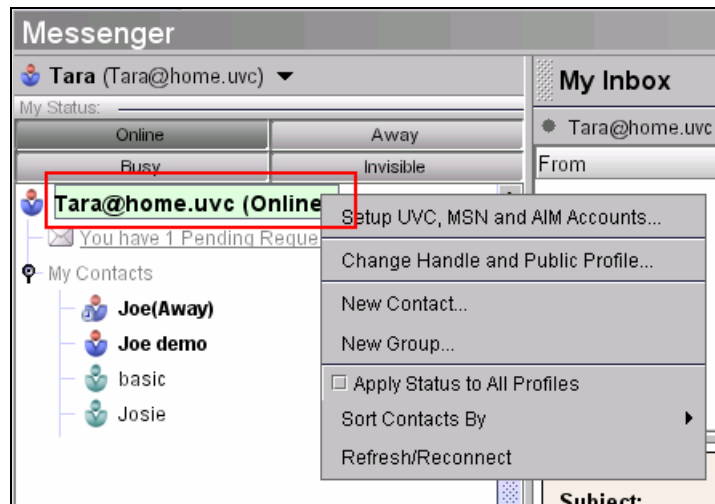 Messenger
Tara (Tara@home.uvc)
My Status:
Online
Away
Busy
Invisible
Tara@home.uvc (Online
You have 1 Pending Reque
My Contacts
Joe(Away)
Joe demo
basic
Josie
Setup UVC, MSN and AIM Accounts...
Change Handle and Public Profile...
New Contact...
New Group...
Apply Status to All Profiles
Sort Contacts By
Refresh/Reconnect
My Inbox
Tara@home.uvc
From
Subject: